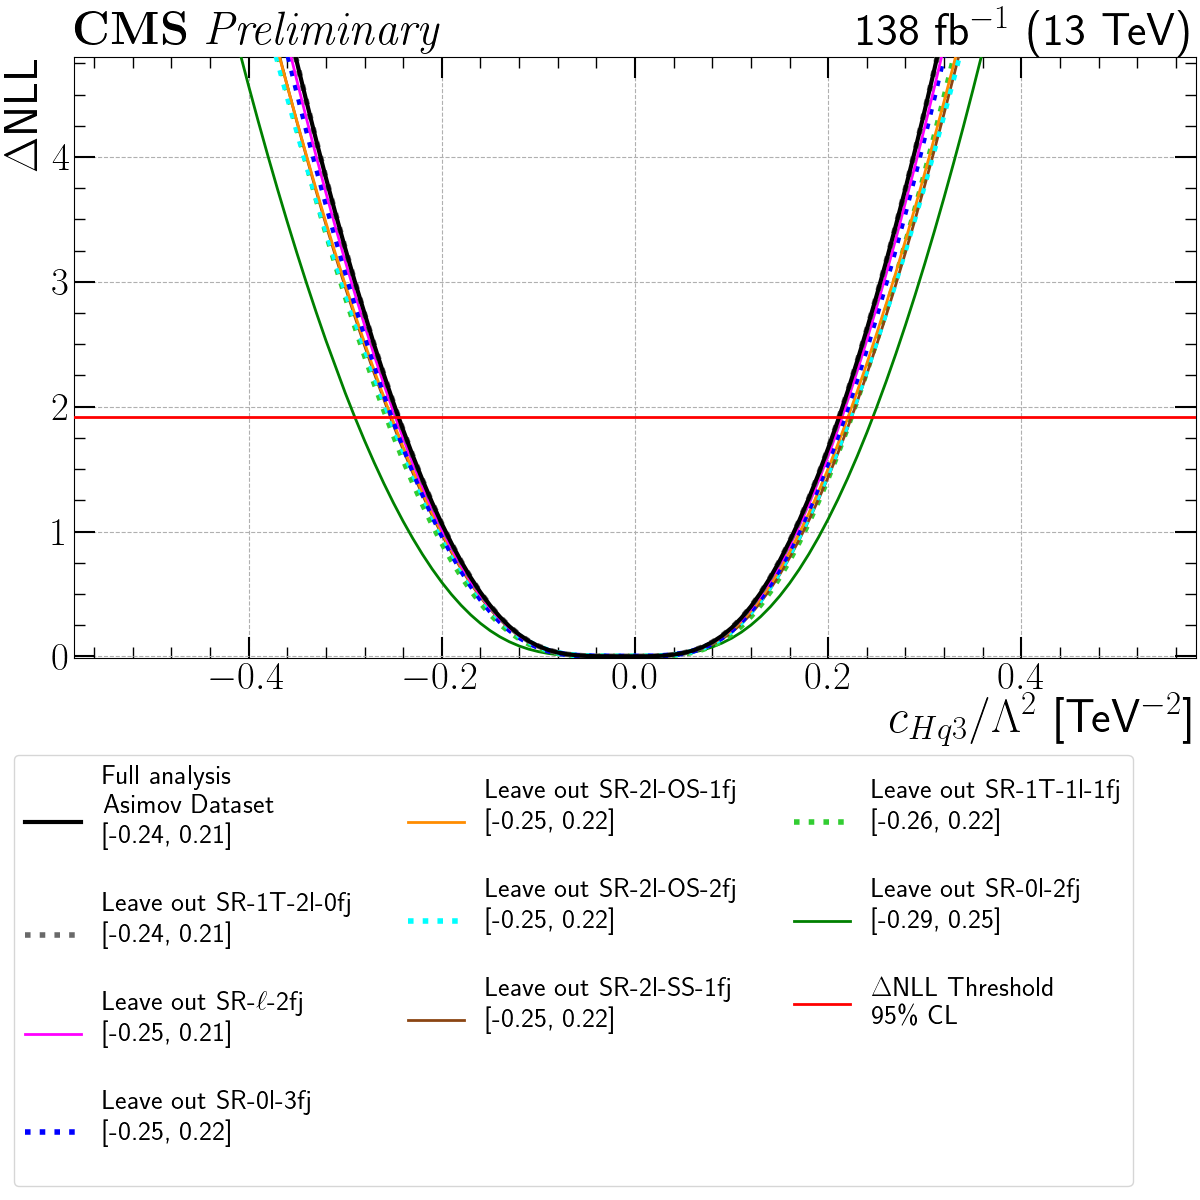 CMS Preliminary 138 fb⁻¹ (13 TeV)
ΔNLL
4
3
2
1
0
−0.4 −0.2 0.0 0.2 0.4
c_{Hq3}/Λ² [TeV⁻²]
Full analysis
Asimov Dataset
[-0.24, 0.21]
Leave out SR-1T-2l-0fj
[-0.24, 0.21]
Leave out SR-ℓ-2fj
[-0.25, 0.21]
Leave out SR-0l-3fj
[-0.25, 0.22]
Leave out SR-2l-OS-1fj
[-0.25, 0.22]
Leave out SR-2l-OS-2fj
[-0.25, 0.22]
Leave out SR-2l-SS-1fj
[-0.25, 0.22]
Leave out SR-1T-1l-1fj
[-0.26, 0.22]
Leave out SR-0l-2fj
[-0.29, 0.25]
ΔNLL Threshold
95% CL